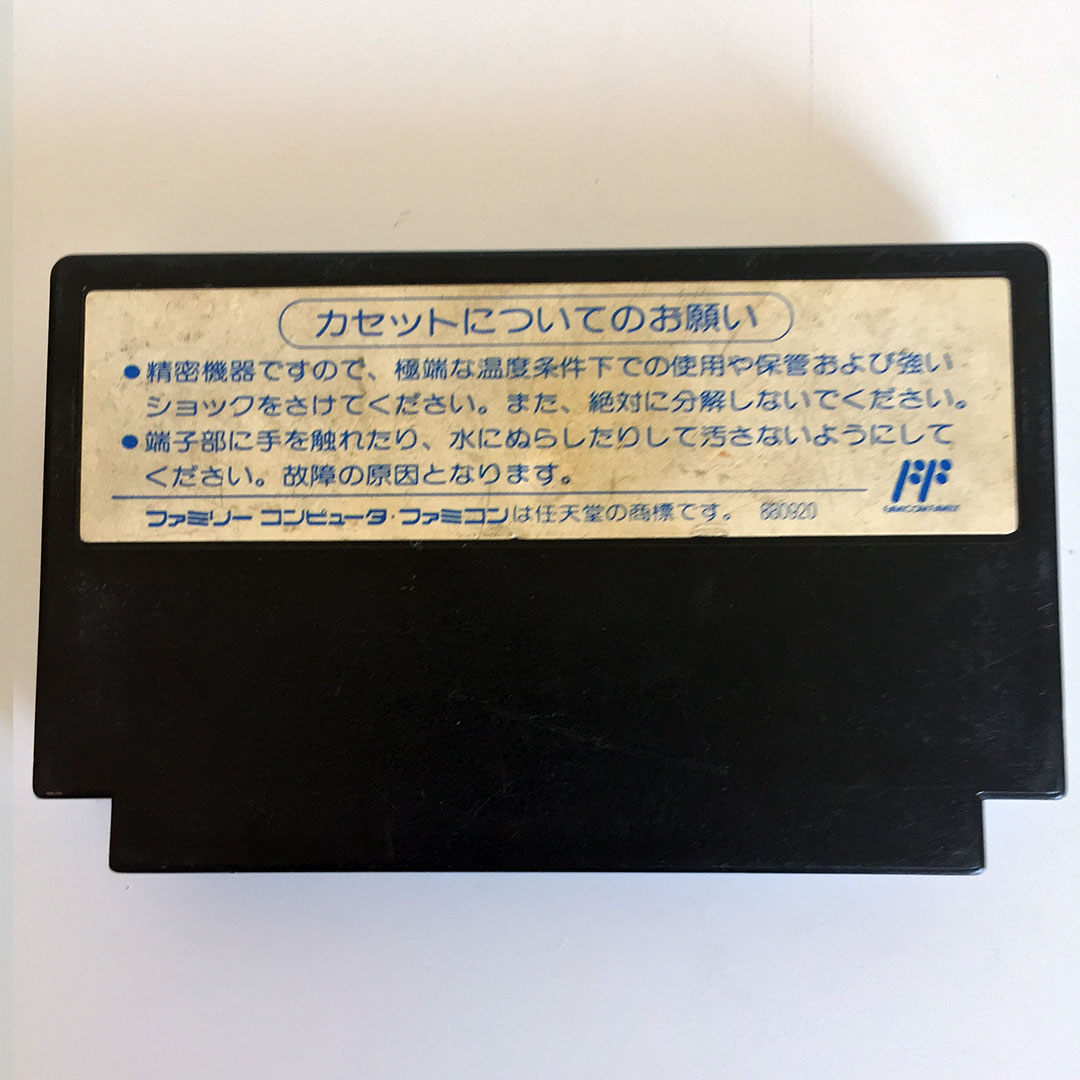 カセットについてのお願い
●精密機器ですので、極端な温度条件下での使用や保管および強い
ショックをさけてください。また、絶対に分解しないでください。
●端子部に手を触れたり、水にぬらしたりして汚さないようにして
ください。故障の原因となります。
ファミリーコンピュータ・ファミコンは任天堂の商標です。 880920
FAMICOM FAMILY